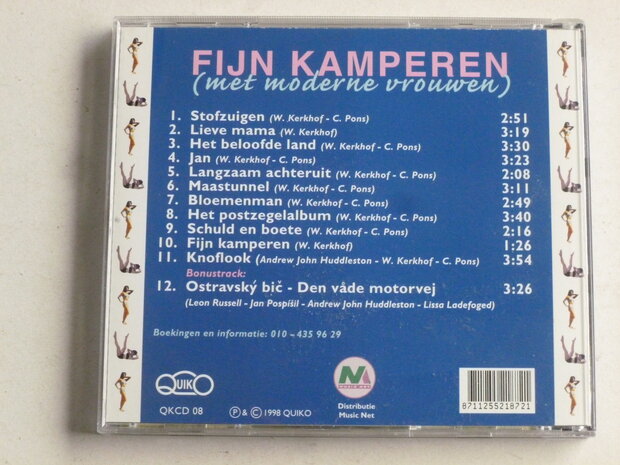 FIJN KAMPEREN
(met moderne vrouwen)
1. Stofzuigen (W. Kerkhof - C. Pons) 2:51
2. Lieve mama (W. Kerkhof) 3:19
3. Het beloofde land (W. Kerkhof - C. Pons) 3:30
4. Jan (W. Kerkhof - C. Pons) 3:23
5. Langzaam achteruit (W. Kerkhof - C. Pons) 2:08
6. Maastunnel (W. Kerkhof - C. Pons) 3:11
7. Bloemenman (W. Kerkhof - C. Pons) 2:49
8. Het postzegelalbum (W. Kerkhof - C. Pons) 3:40
9. Schuld en boete (W. Kerkhof - C. Pons) 2:16
10. Fijn kamperen (W. Kerkhof) 1:26
11. Knoflook (Andrew John Huddleston - W. Kerkhof - C. Pons) 3:54
Bonustrack:
12. Ostravský bič - Den våde motorvej 3:26
(Leon Russell - Jan Pospíšil - Andrew John Huddleston - Lissa Ladefoged)
Boekingen en informatie: 010 - 435 96 29
QUIKO
QKCD 08
℗ & © 1998 QUIKO
MUSIC NET
Distributie
Music Net
8711255218721